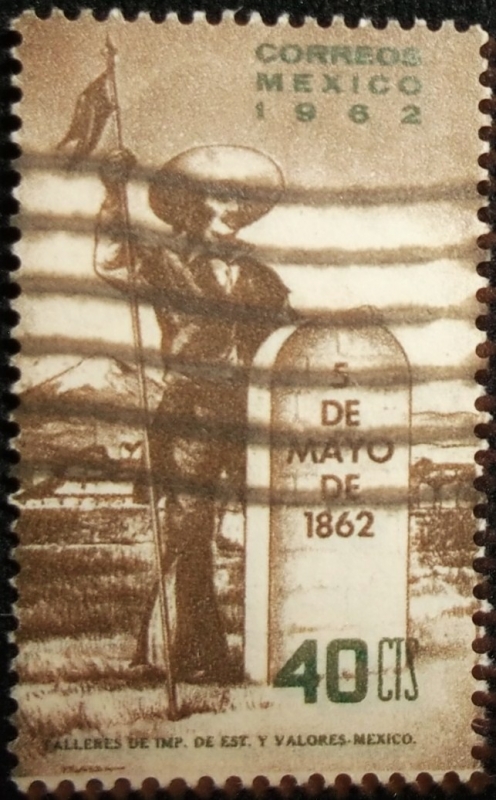 CORREOS
MEXICO
1962
5
DE
MAYO
DE
1862
40 CTS
TALLERES DE IMP. DE EST. Y VALORES-MEXICO.